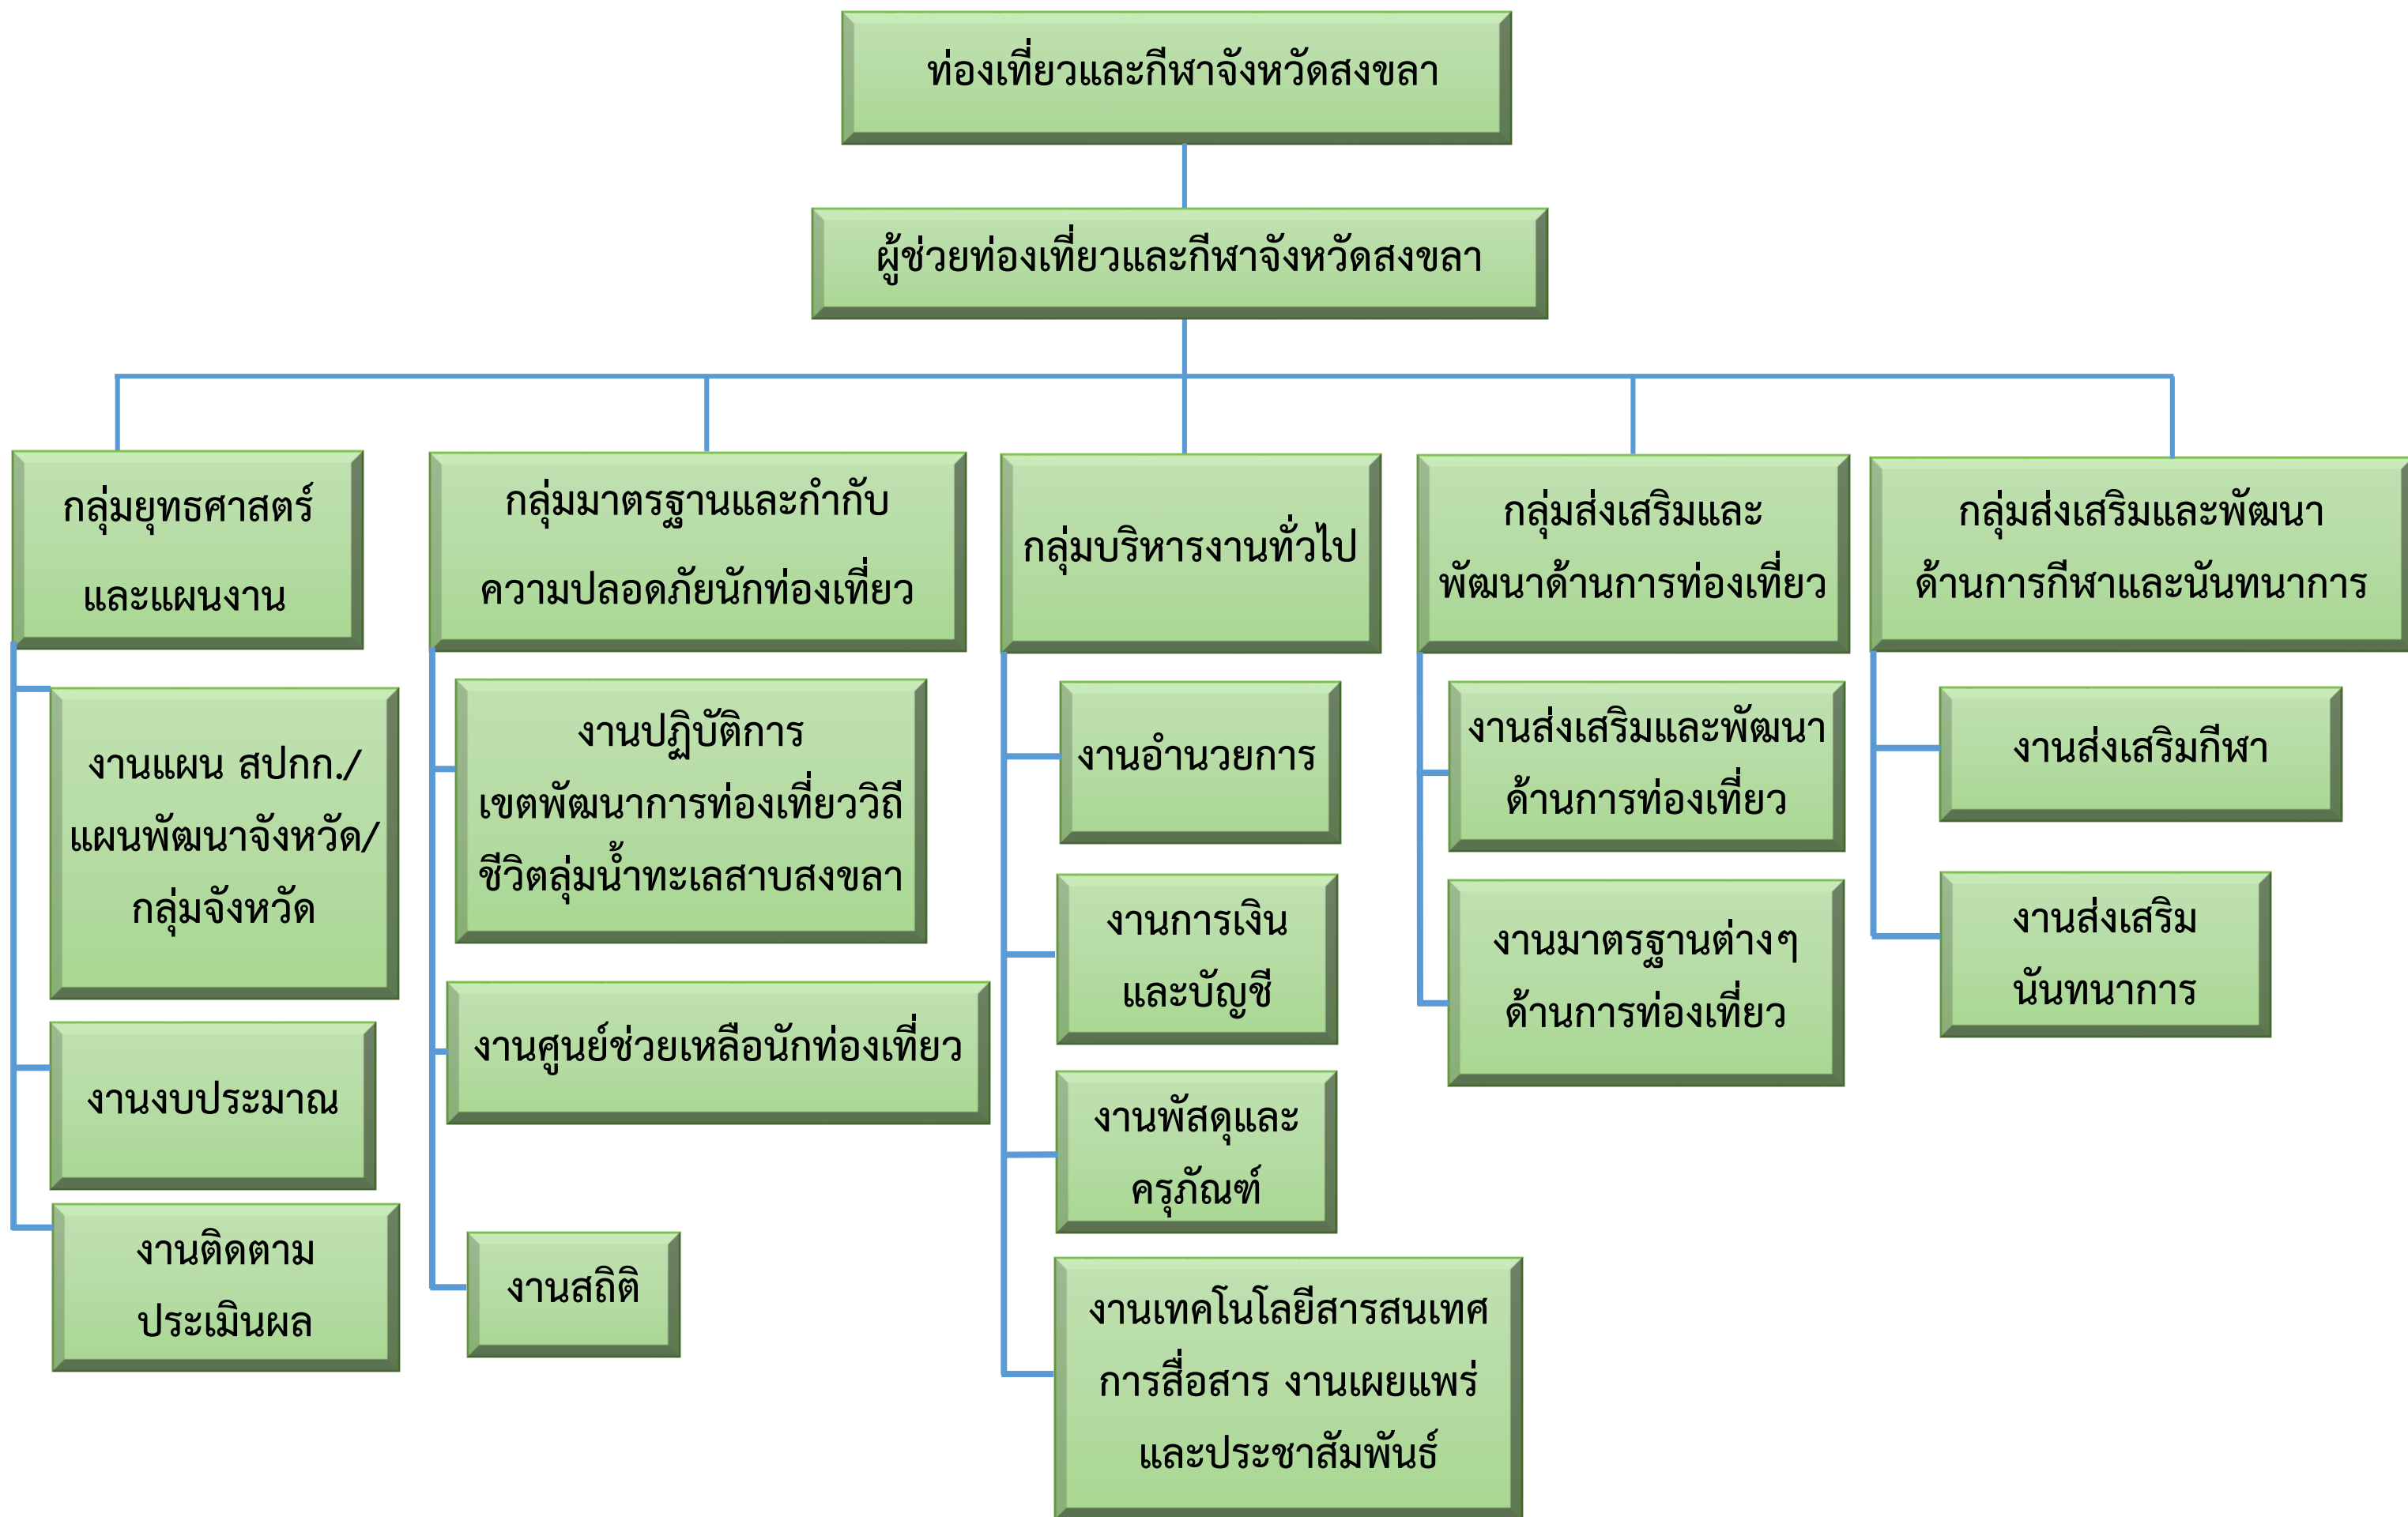 ท่องเที่ยวและกีฬาจังหวัดสงขลา
ผู้ช่วยท่องเที่ยวและกีฬาจังหวัดสงขลา
กลุ่มยุทธศาสตร์
และแผนงาน
งานแผน สปกก./
แผนพัฒนาจังหวัด/
กลุ่มจังหวัด
งานงบประมาณ
งานติดตาม
ประเมินผล
กลุ่มมาตรฐานและกำกับ
ความปลอดภัยนักท่องเที่ยว
งานปฏิบัติการ
เขตพัฒนาการท่องเที่ยววิถี
ชีวิตลุ่มน้ำทะเลสาบสงขลา
งานศูนย์ช่วยเหลือนักท่องเที่ยว
งานสถิติ
กลุ่มบริหารงานทั่วไป
งานอำนวยการ
งานการเงิน
และบัญชี
งานพัสดุและ
ครุภัณฑ์
งานเทคโนโลยีสารสนเทศ
การสื่อสาร งานเผยแพร่
และประชาสัมพันธ์
กลุ่มส่งเสริมและ
พัฒนาด้านการท่องเที่ยว
งานส่งเสริมและพัฒนา
ด้านการท่องเที่ยว
งานมาตรฐานต่างๆ
ด้านการท่องเที่ยว
กลุ่มส่งเสริมและพัฒนา
ด้านการกีฬาและนันทนาการ
งานส่งเสริมกีฬา
งานส่งเสริม
นันทนาการ